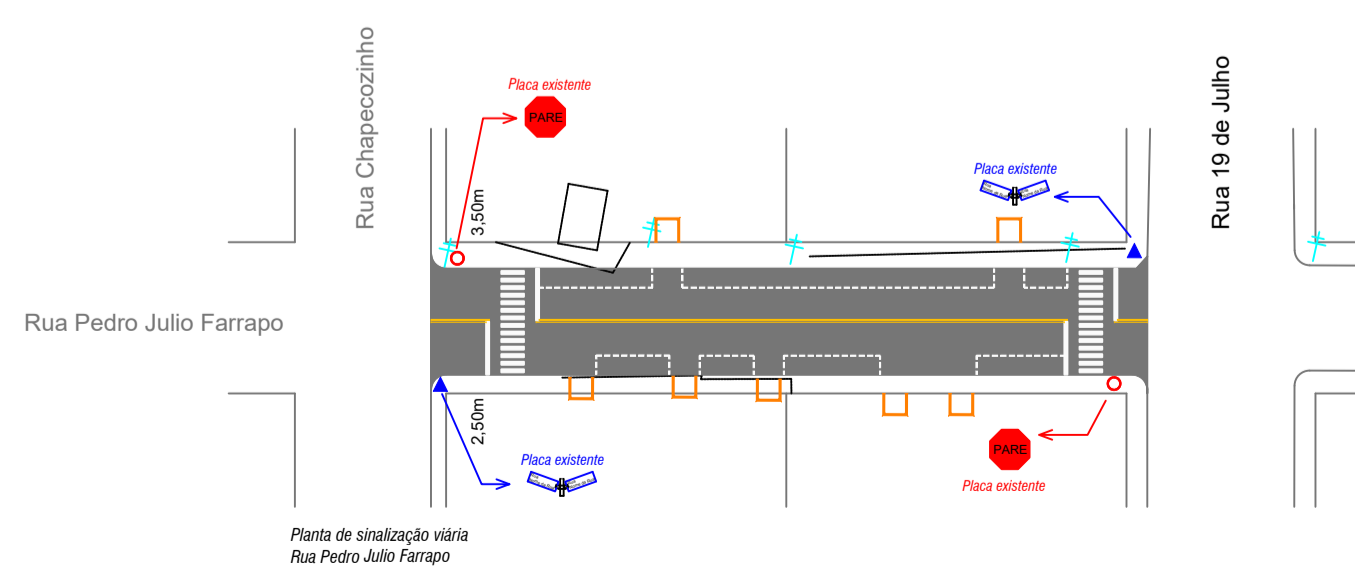 Rua Chapecozinho
Placa existente
PARE
3,50m
Placa existente
Rua 19 de Julho
Rua Pedro Julio Farrapo
2,50m
Placa existente
PARE
Placa existente
Planta de sinalização viária
Rua Pedro Julio Farrapo